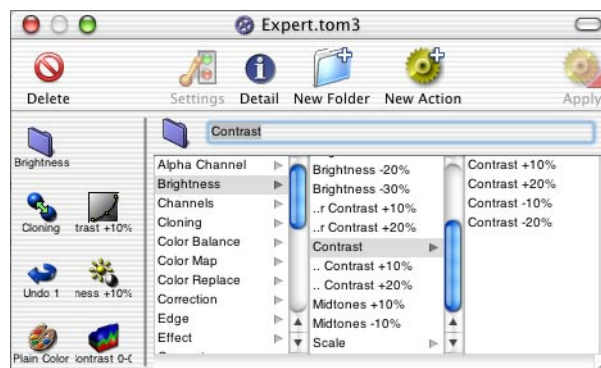 Expert.tom3
Delete
Settings
Detail
New Folder
New Action
Apply
Contrast
Brightness
Cloning
trast +10%
Undo 1
ness +10%
Plain Color
ontrast 0-(
Alpha Channel
Brightness
Channels
Cloning
Color Balance
Color Map
Color Replace
Correction
Edge
Effect
Brightness -20%
Brightness -30%
..r Contrast +10%
..r Contrast +20%
Contrast
.. Contrast +10%
.. Contrast +20%
Midtones +10%
Midtones -10%
Scale
Contrast +10%
Contrast +20%
Contrast -10%
Contrast -20%